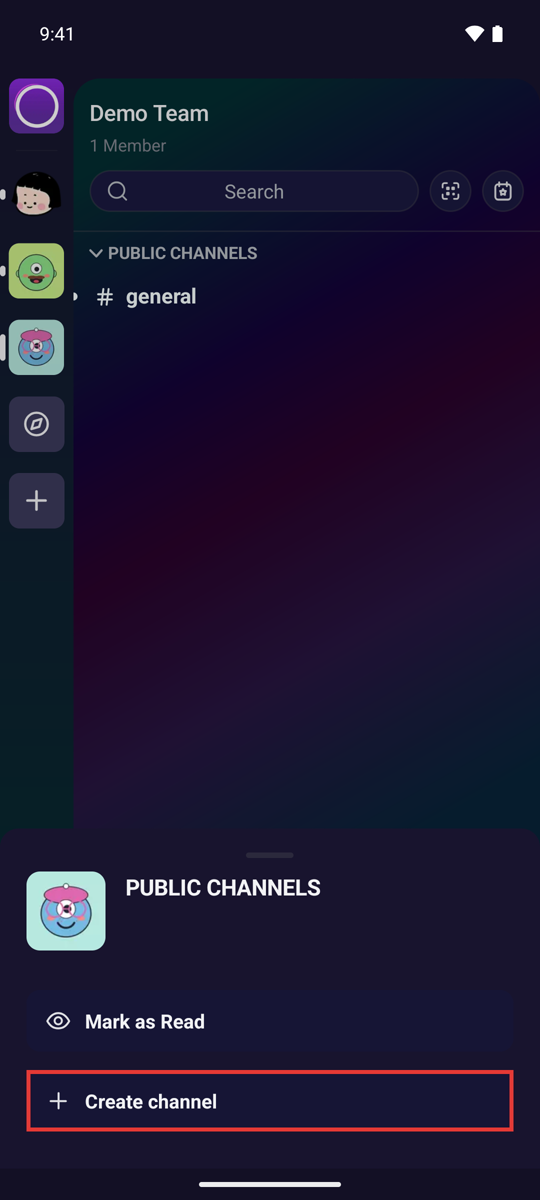 9:41
Demo Team
1 Member
Search
PUBLIC CHANNELS
# general
PUBLIC CHANNELS
Mark as Read
Create channel